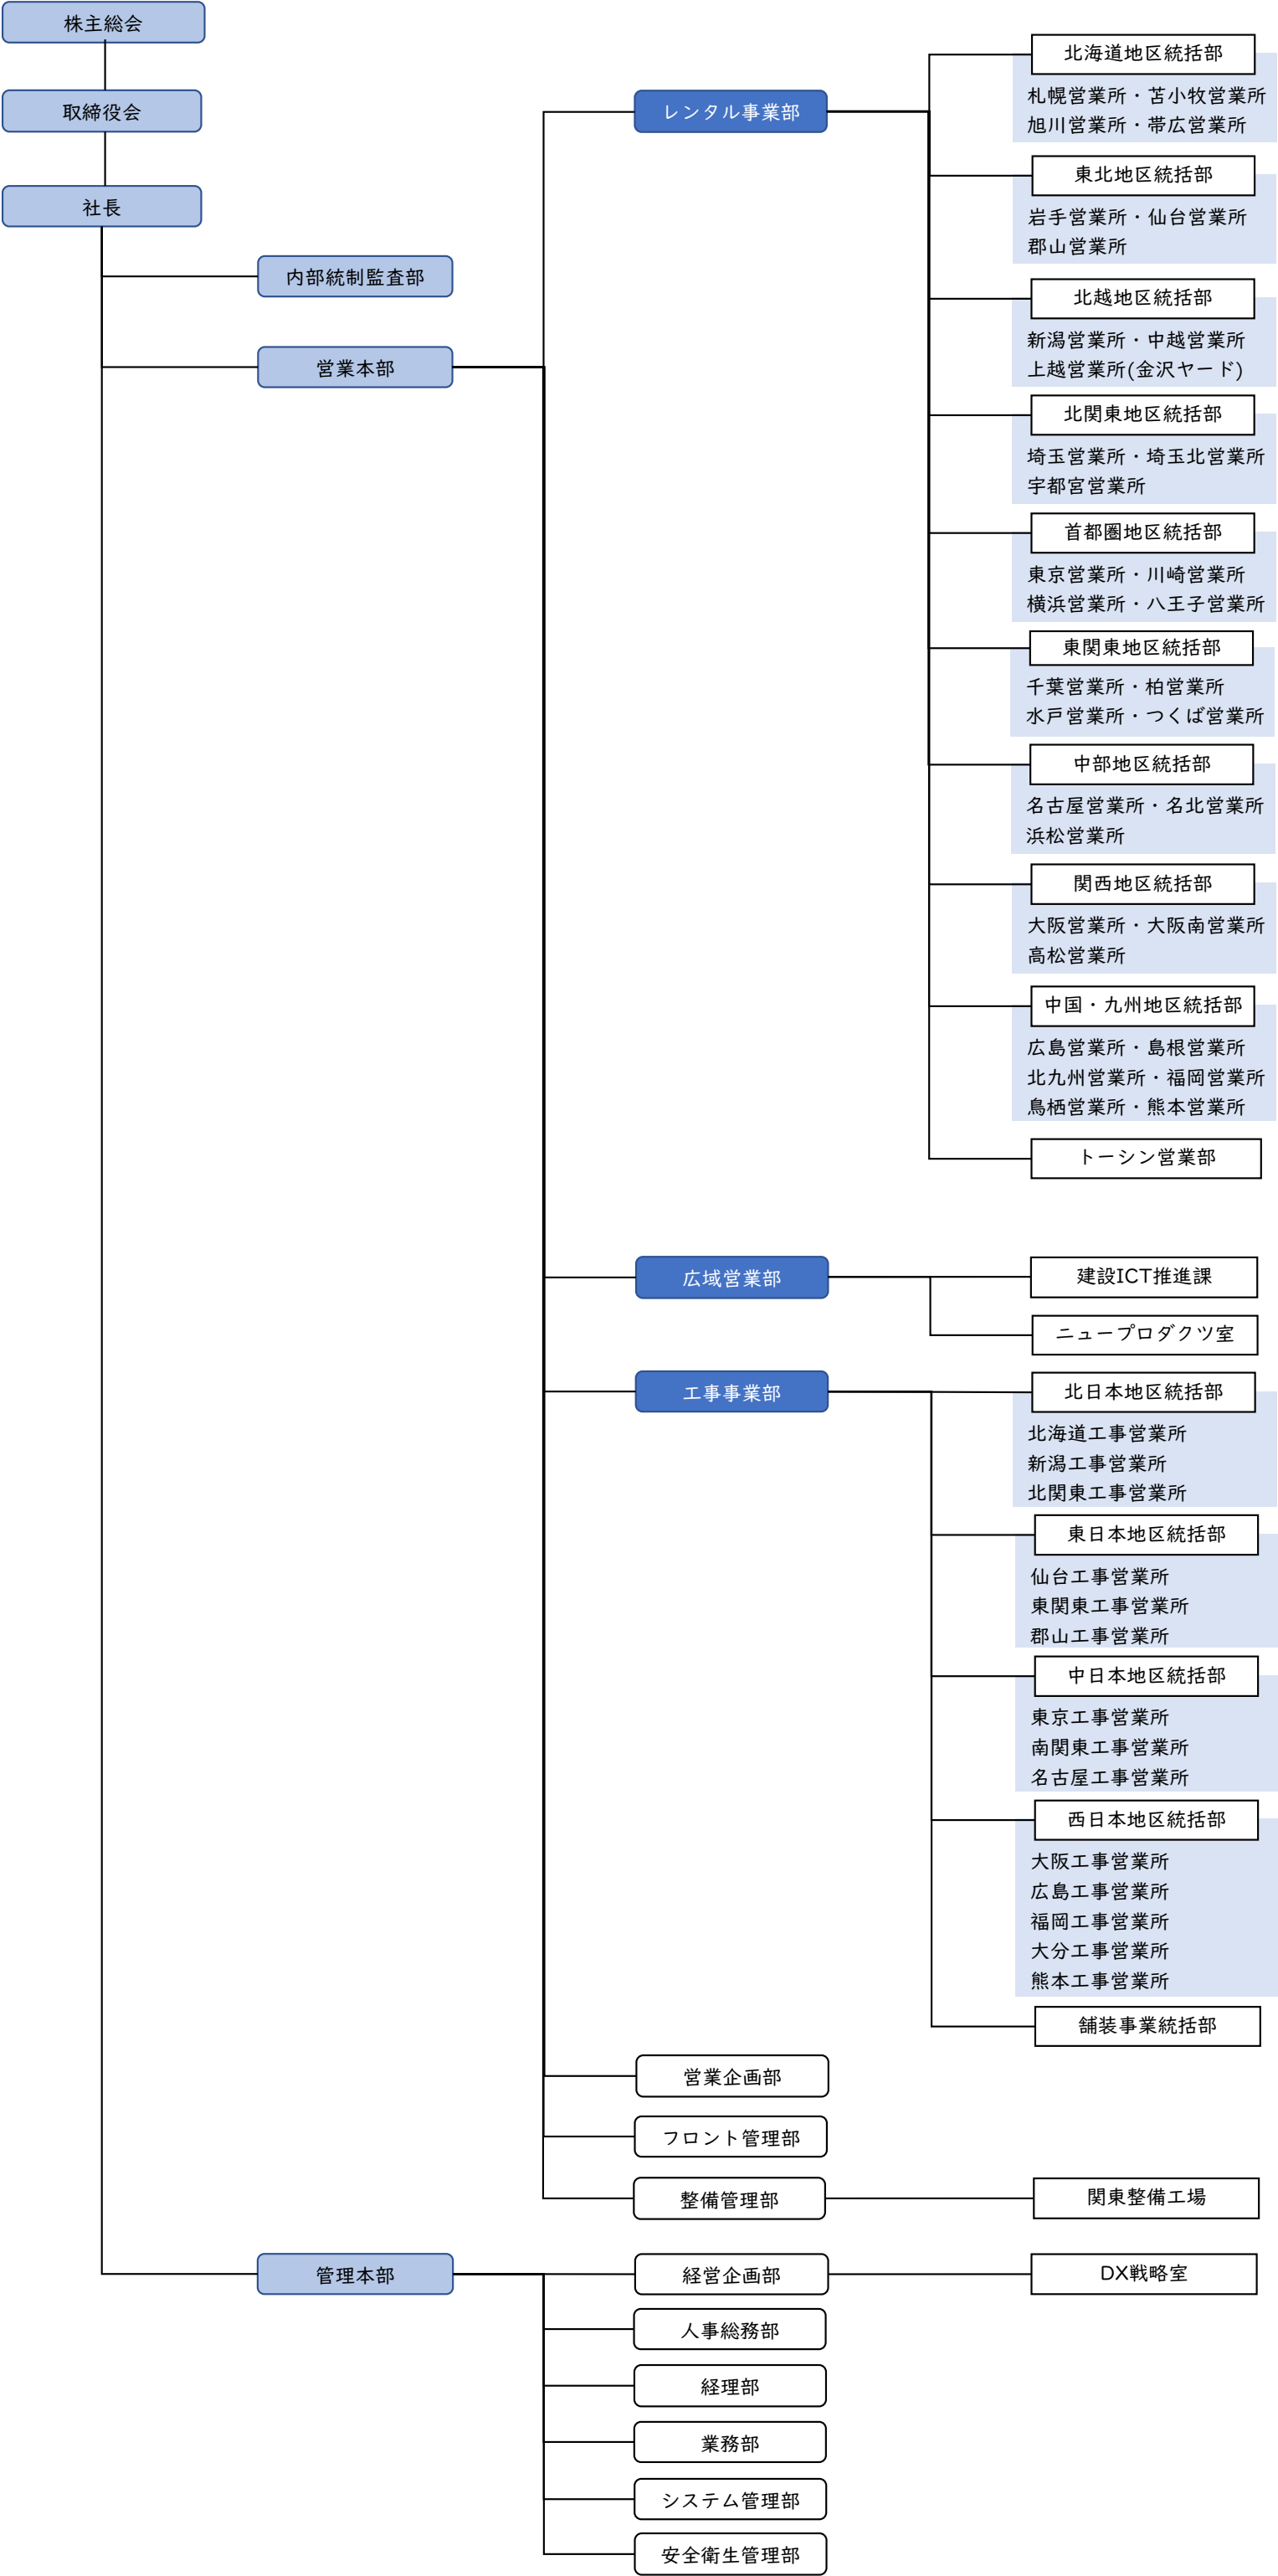 株主総会
取締役会
社長
内部統制監査部
営業本部
レンタル事業部
北海道地区統括部
札幌営業所・苫小牧営業所
旭川営業所・帯広営業所
東北地区統括部
岩手営業所・仙台営業所
郡山営業所
北越地区統括部
新潟営業所・中越営業所
上越営業所(金沢ヤード)
北関東地区統括部
埼玉営業所・埼玉北営業所
宇都宮営業所
首都圏地区統括部
東京営業所・川崎営業所
横浜営業所・八王子営業所
東関東地区統括部
千葉営業所・柏営業所
水戸営業所・つくば営業所
中部地区統括部
名古屋営業所・名北営業所
浜松営業所
関西地区統括部
大阪営業所・大阪南営業所
高松営業所
中国・九州地区統括部
広島営業所・島根営業所
北九州営業所・福岡営業所
鳥栖営業所・熊本営業所
トーシン営業部
広域営業部
建設ICT推進課
ニュープロダクツ室
工事事業部
北日本地区統括部
北海道工事営業所
新潟工事営業所
北関東工事営業所
東日本地区統括部
仙台工事営業所
東関東工事営業所
郡山工事営業所
中日本地区統括部
東京工事営業所
南関東工事営業所
名古屋工事営業所
西日本地区統括部
大阪工事営業所
広島工事営業所
福岡工事営業所
大分工事営業所
熊本工事営業所
舗装事業統括部
営業企画部
フロント管理部
整備管理部
関東整備工場
管理本部
経営企画部
DX戦略室
人事総務部
経理部
業務部
システム管理部
安全衛生管理部